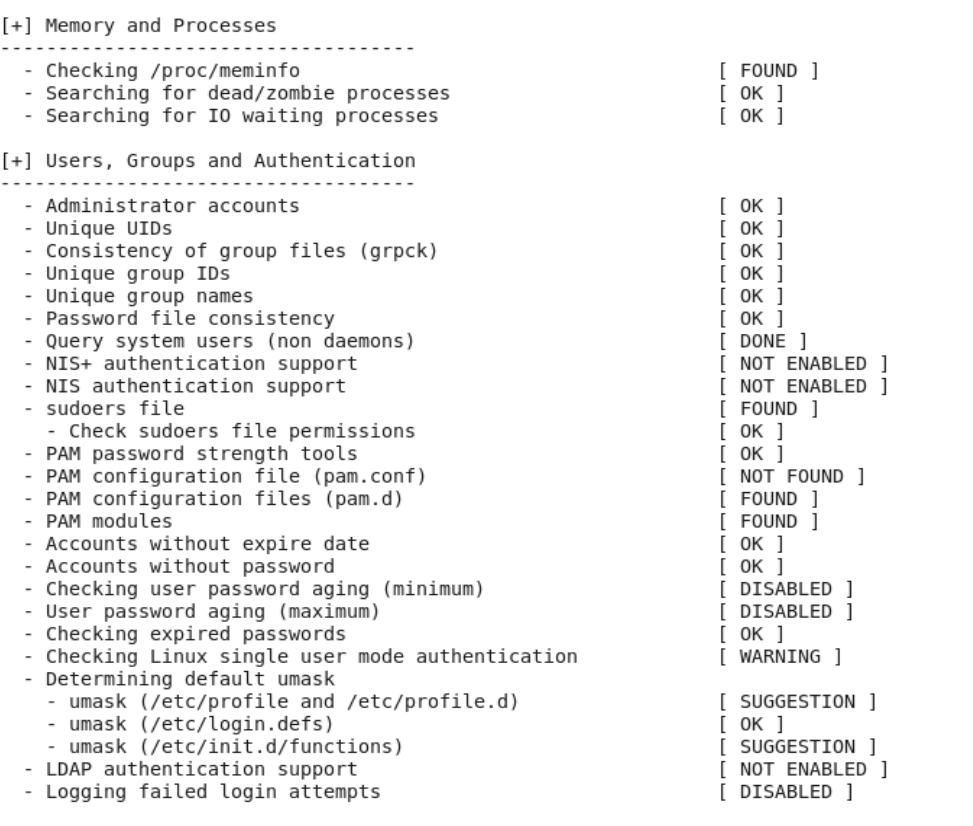 [+] Memory and Processes
------------------------------------
  - Checking /proc/meminfo                                    [ FOUND ]
  - Searching for dead/zombie processes                       [ OK ]
  - Searching for IO waiting processes                        [ OK ]

[+] Users, Groups and Authentication
------------------------------------
  - Administrator accounts                                    [ OK ]
  - Unique UIDs                                               [ OK ]
  - Consistency of group files (grpck)                        [ OK ]
  - Unique group IDs                                          [ OK ]
  - Unique group names                                        [ OK ]
  - Password file consistency                                 [ OK ]
  - Query system users (non daemons)                          [ DONE ]
  - NIS+ authentication support                               [ NOT ENABLED ]
  - NIS authentication support                                [ NOT ENABLED ]
  - sudoers file                                              [ FOUND ]
    - Check sudoers file permissions                          [ OK ]
  - PAM password strength tools                               [ OK ]
  - PAM configuration file (pam.conf)                         [ NOT FOUND ]
  - PAM configuration files (pam.d)                           [ FOUND ]
  - PAM modules                                               [ FOUND ]
  - Accounts without expire date                              [ OK ]
  - Accounts without password                                 [ OK ]
  - Checking user password aging (minimum)                    [ DISABLED ]
  - User password aging (maximum)                             [ DISABLED ]
  - Checking expired passwords                                [ OK ]
  - Checking Linux single user mode authentication            [ WARNING ]
  - Determining default umask
    - umask (/etc/profile and /etc/profile.d)                 [ SUGGESTION ]
    - umask (/etc/login.defs)                                 [ OK ]
    - umask (/etc/init.d/functions)                           [ SUGGESTION ]
  - LDAP authentication support                               [ NOT ENABLED ]
  - Logging failed login attempts                             [ DISABLED ]